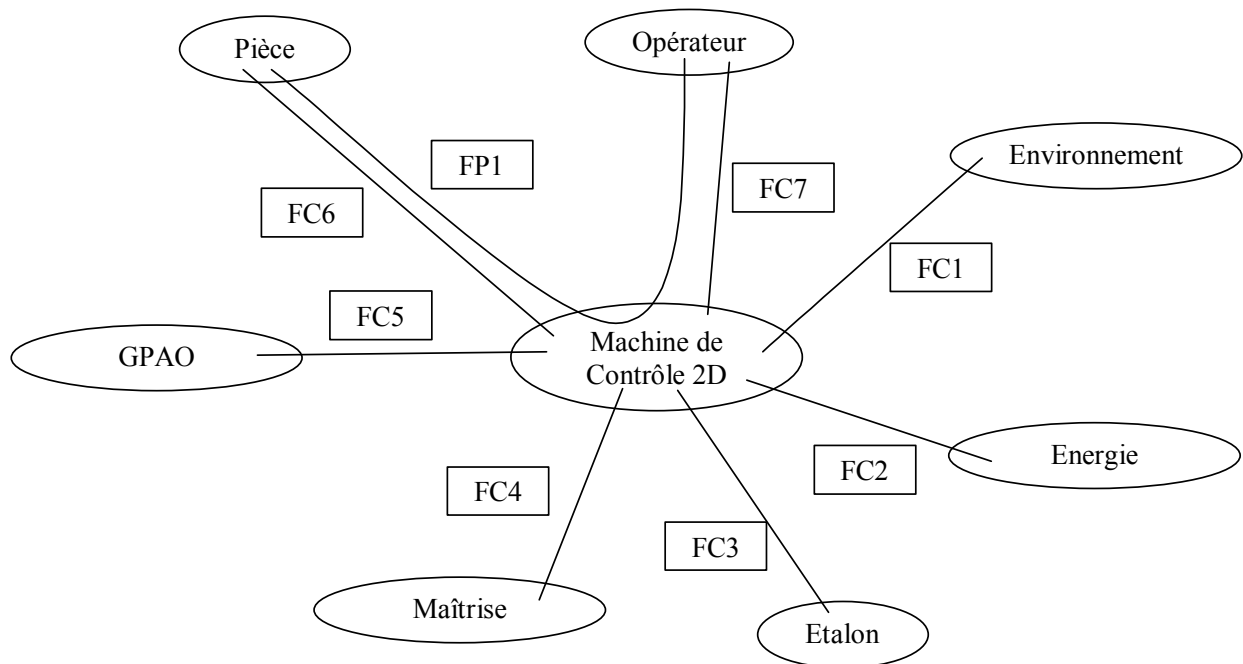 Pièce
Opérateur
Environnement
FP1
FC7
FC6
FC1
FC5
GPAO
Machine de
Contrôle 2D
Energie
FC2
FC4
FC3
Maîtrise
Etalon